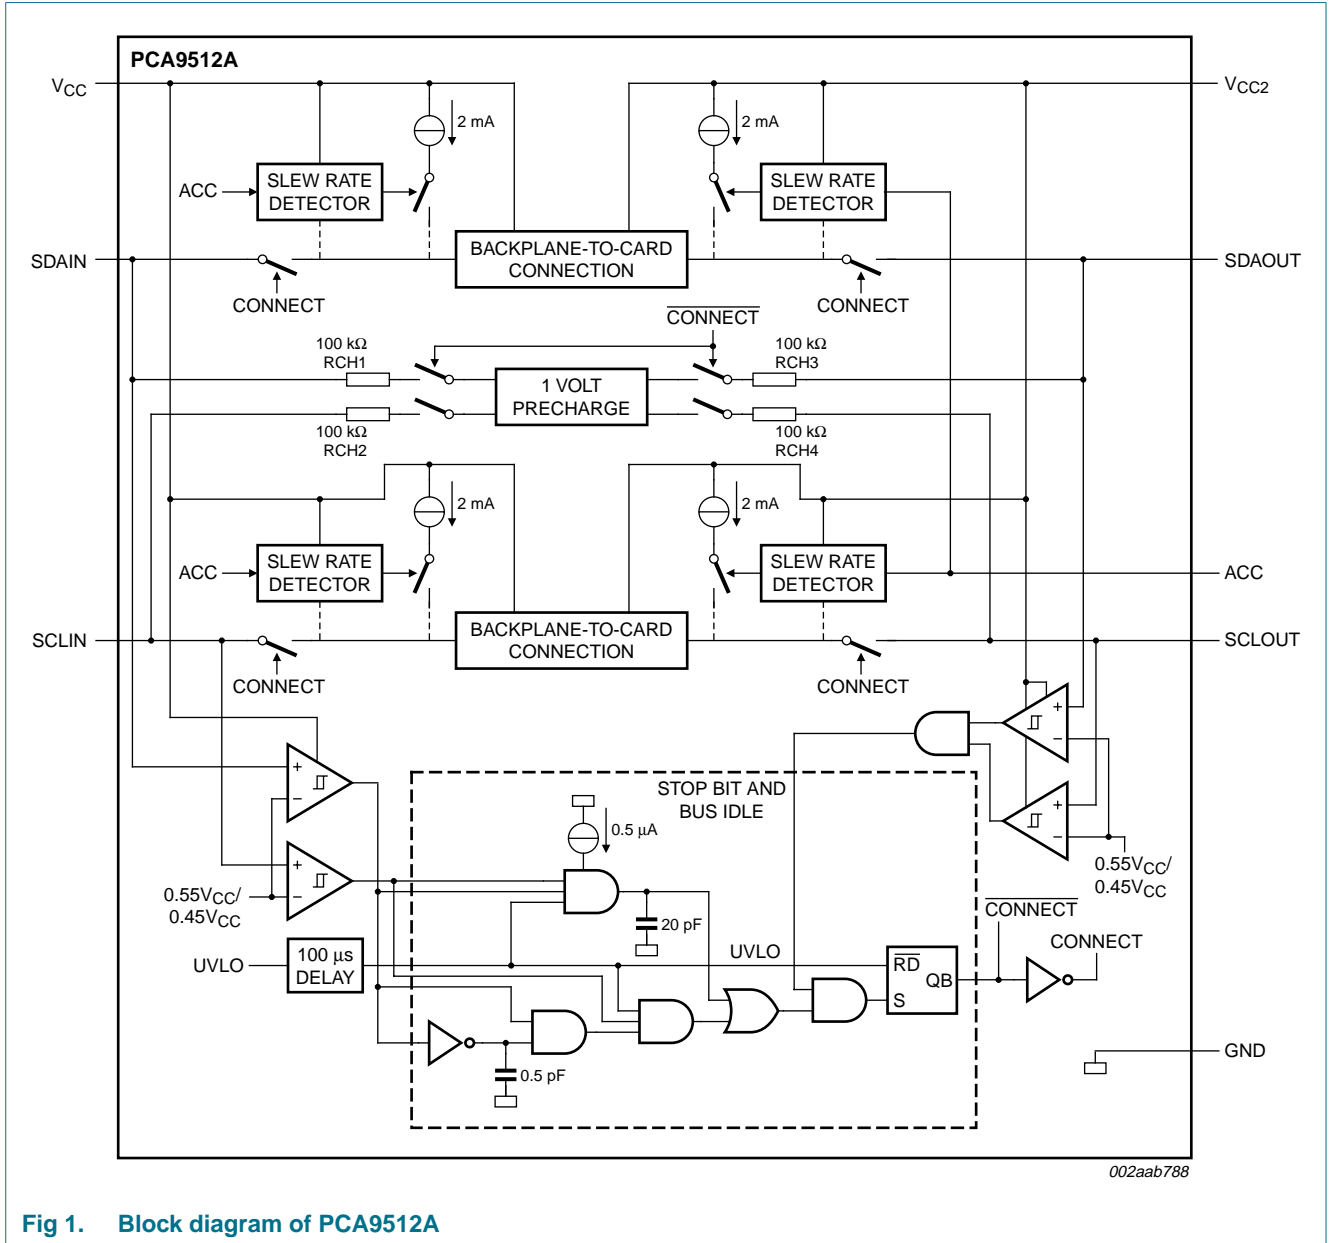 PCA9512A
VCC
VCC2
2 mA
2 mA
ACC
SLEW RATE
DETECTOR
SLEW RATE
DETECTOR
SDAIN
BACKPLANE-TO-CARD
CONNECTION
SDAOUT
CONNECT
CONNECT
CONNECT
100 kΩ
RCH1
100 kΩ
RCH3
1 VOLT
PRECHARGE
100 kΩ
RCH2
100 kΩ
RCH4
2 mA
2 mA
ACC
SLEW RATE
DETECTOR
SLEW RATE
DETECTOR
ACC
SCLIN
BACKPLANE-TO-CARD
CONNECTION
SCLOUT
CONNECT
CONNECT
+
−
+
−
STOP BIT AND
BUS IDLE
0.5 μA
+
−
+
−
0.55VCC/
0.45VCC
0.55VCC/
0.45VCC
20 pF
CONNECT
CONNECT
UVLO
100 μs
DELAY
UVLO
RD
QB
S
0.5 pF
GND
002aab788
Fig 1. Block diagram of PCA9512A